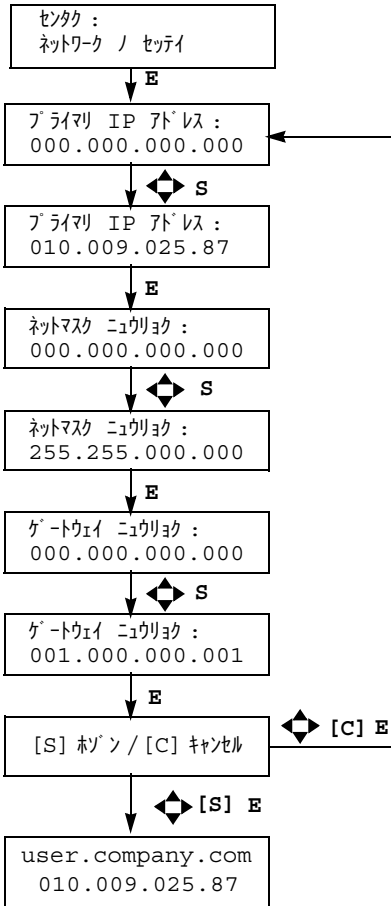 ｾﾝﾀｸ :
ﾈｯﾄﾜｰｸ ﾉ ｾｯﾃｲ
E
ﾌﾟﾗｲﾏﾘ IP ｱﾄﾞﾚｽ :
000.000.000.000
S
ﾌﾟﾗｲﾏﾘ IP ｱﾄﾞﾚｽ :
010.009.025.87
E
ﾈｯﾄﾏｽｸ ﾆｭｳﾘｮｸ :
000.000.000.000
S
ﾈｯﾄﾏｽｸ ﾆｭｳﾘｮｸ :
255.255.000.000
E
ｹﾞｰﾄｳｪｲ ﾆｭｳﾘｮｸ :
000.000.000.000
S
ｹﾞｰﾄｳｪｲ ﾆｭｳﾘｮｸ :
001.000.000.001
E
[S] ﾎｿﾞﾝ / [C] ｷｬﾝｾﾙ
[C] E
[S] E
user.company.com
010.009.025.87